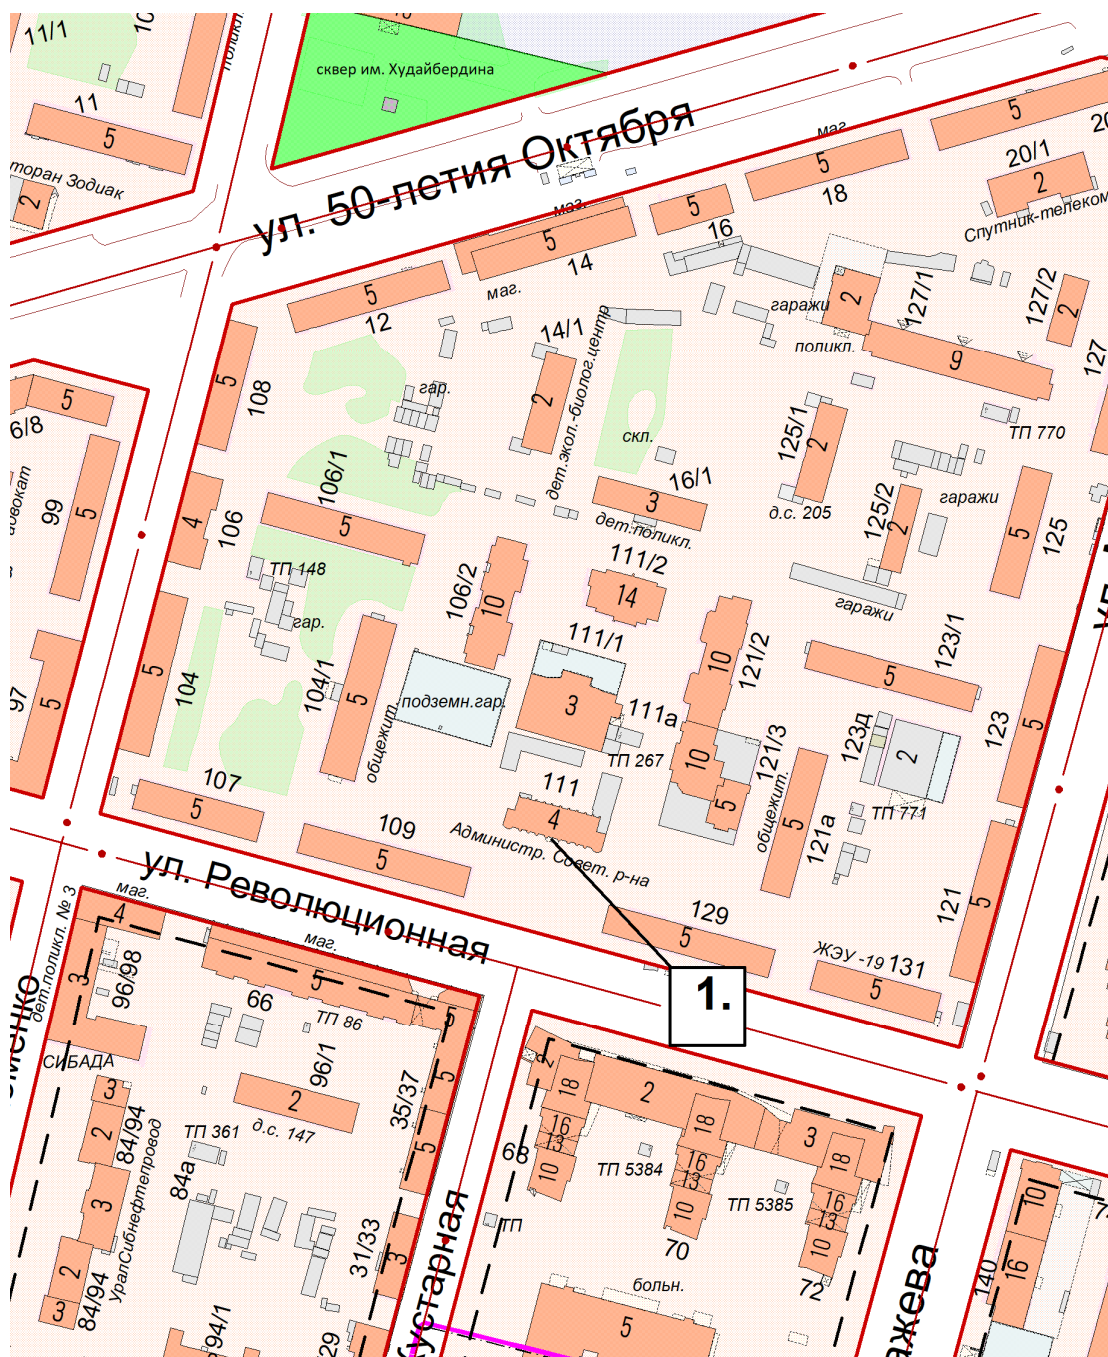 11/1
поликл.
11
5
торан Зодиак
2
сквер им. Худайбердина
ул. 50-летия Октября
маг.
5
18
5
20/1
2
Спутник-телеком
5
16
маг.
5
14
маг.
5
12
14/1
2
дет.экол.-биолог.центр
гаражи
2
127/1
поликл.
9
127/2
2
127
ТП 770
5
108
гар.
скл.
125/1
2
д.с. 205
16/1
3
дет.поликл.
125/2
2
гаражи
5
125
гаражи
5
6/8
99
5
97
5
4
106
106/1
5
ТП 148
гар.
106/2
10
111/2
14
111/1
3
111а
ТП 267
10
121/2
10
5
121/3
общежит.
5
121а
123/1
5
123д
2
ТП 771
123
5
121
5
5
104
104/1
5
общежит.
подземн.гар.
107
5
109
5
111
4
Администр. Совет. р-на
129
5
ЖЭУ -19
131
5
1.
ул. Революционная
маг.
4
дет.поликл. № 3
3
96/98
СИБАДА
маг.
5
66
ТП 86
5
5
5
35/37
96/1
2
д.с. 147
3
2
84/94
3
УралСибнефтепровод
ТП 361
84а
2
3
84/94
94/1
31/33
3
29
2
18
16
13
10
68
2
ТП 5384
18
16
13
10
70
3
18
16
13
10
72
ТП 5385
ТП
больн.
5
10
16
140